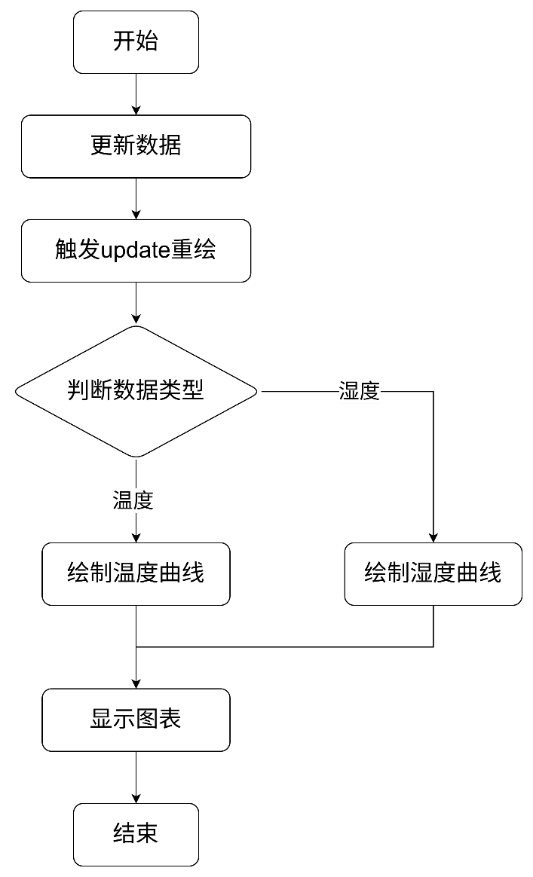 开始
更新数据
触发update重绘
判断数据类型
湿度
温度
绘制温度曲线
绘制湿度曲线
显示图表
结束